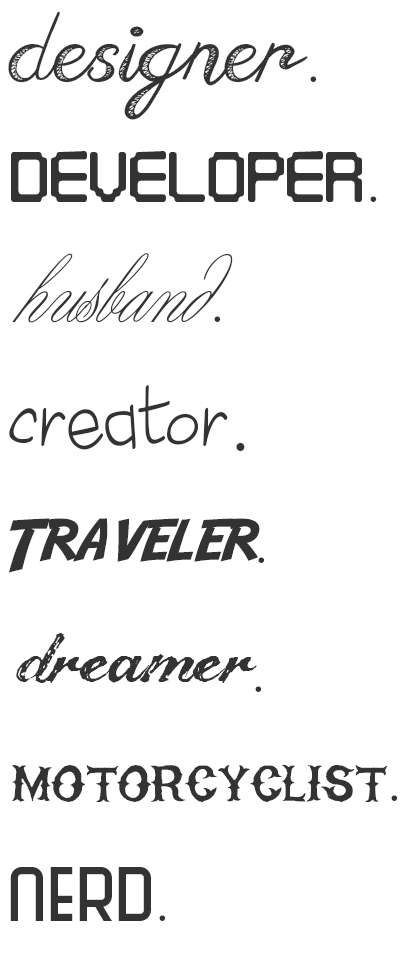 designer.
DEVELOPER.
husband.
creator.
TRAVELER.
dreamer.
MOTORCYCLIST.
NERD.